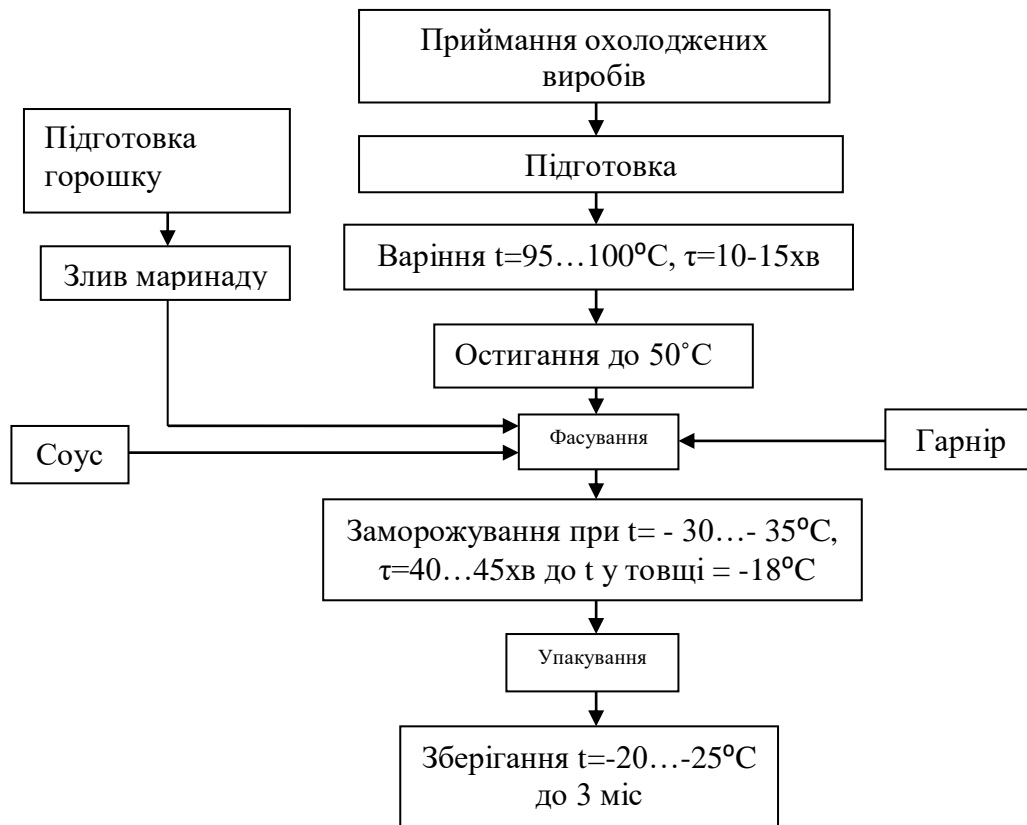 Приймання охолоджених
виробів
Підготовка
горошку
Підготовка
Варіння t=95…100⁰С, τ=10-15хв
Злив маринаду
Остигання до 50˚С
Фасування
Гарнір
Соус
Заморожування при t= - 30…- 35⁰С,
τ=40…45хв до t у товщі = -18⁰С
Упакування
Зберігання t=-20…-25⁰С
до 3 міс